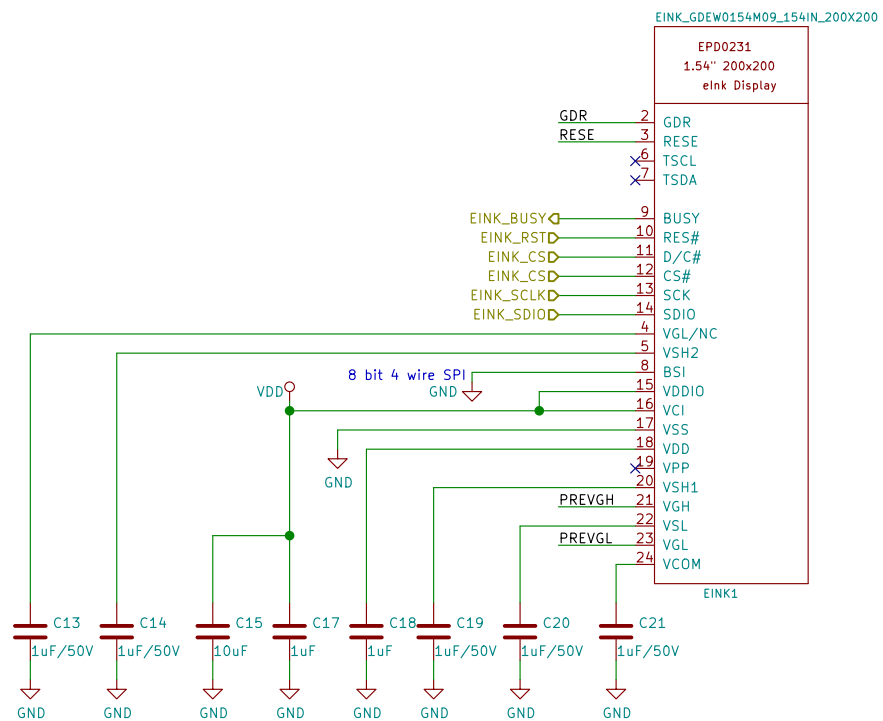 EINK_GDEW0154M09_154IN_200X200
EPD0231
1.54" 200x200
eInk Display
GDR 2 GDR
RESE 3 RESE
6 TSCL
7 TSDA
EINK_BUSY 9 BUSY
EINK_RST 10 RES#
EINK_CS 11 D/C#
EINK_CS 12 CS#
EINK_SCLK 13 SCK
EINK_SDIO 14 SDIO
4 VGL/NC
5 VSH2
8 bit 4 wire SPI 8 BSI
VDD GND 15 VDDIO
16 VCI
17 VSS
18 VDD
19 VPP
GND 20 VSH1
PREVGH 21 VGH
22 VSL
PREVGL 23 VGL
24 VCOM
EINK1
C13 C14 C15 C17 C18 C19 C20 C21
1uF/50V 1uF/50V 10uF 1uF 1uF 1uF/50V 1uF/50V 1uF/50V
GND GND GND GND GND GND GND GND